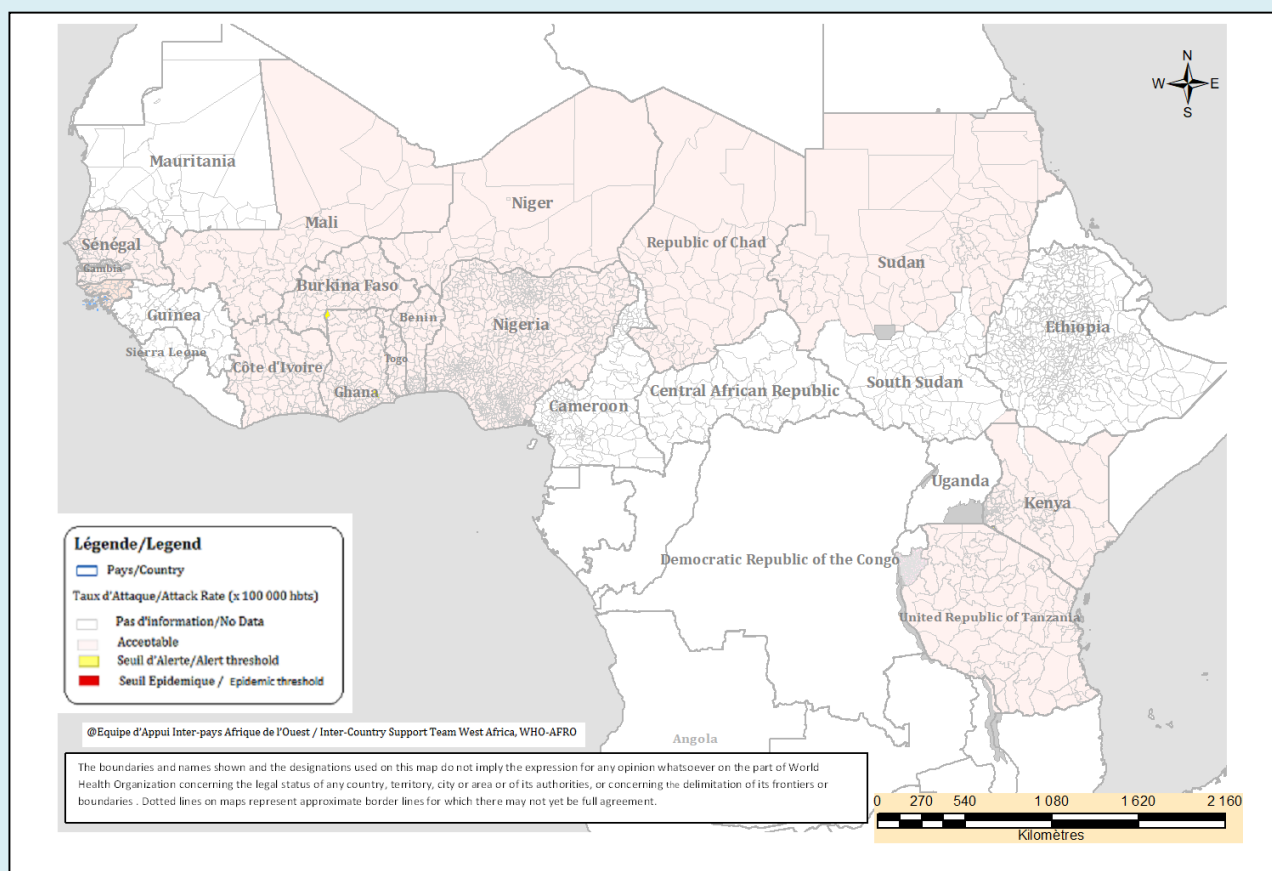 N
W E
S
Mauritania
Mali
Niger
Republic of Chad
Sudan
Sénégal
Gambia
Burkina Faso
Guinea
Benin
Nigeria
Ethiopia
Sierra Leone
Côte d'Ivoire
Togo
Ghana
Cameroon
Central African Republic
South Sudan
Uganda
Kenya
Democratic Republic of the Congo
United Republic of Tanzania
Angola
Légende/Legend
Pays/Country
Taux d'Attaque/Attack Rate (x 100 000 hbts)
Pas d'information/No Data
Acceptable
Seuil d'Alerte/Alert threshold
Seuil Epidemique / Epidemic threshold
@Equipe d'Appui Inter-pays Afrique de l'Ouest / Inter-Country Support Team West Africa, WHO-AFRO
The boundaries and names shown and the designations used on this map do not imply the expression for any opinion whatsoever on the part of World
Health Organization concerning the legal status of any country, territory, city or area or of its authorities, or concerning the delimitation of its frontiers or
boundaries . Dotted lines on maps represent approximate border lines for which there may not yet be full agreement.
0 270 540 1 080 1 620 2 160
Kilomètres